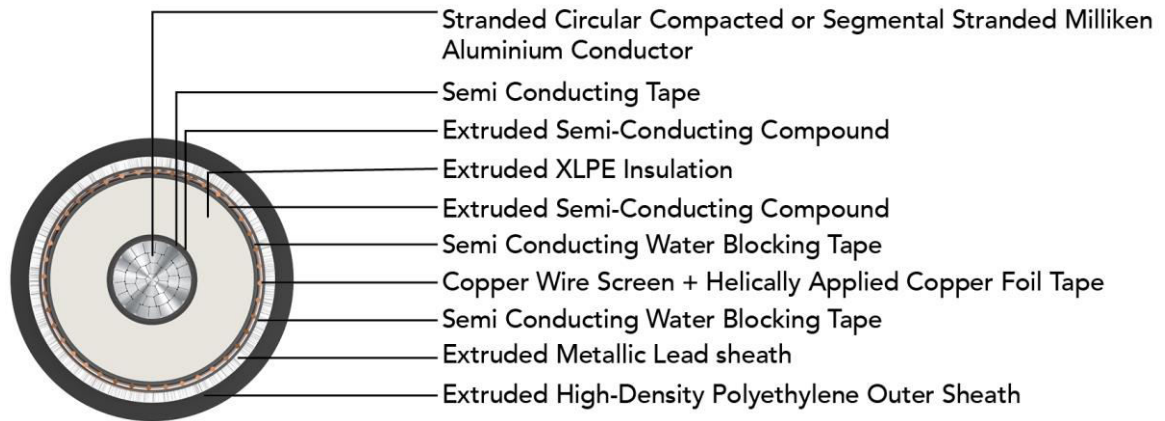 Stranded Circular Compacted or Segmental Stranded Milliken
Aluminium Conductor
Semi Conducting Tape
Extruded Semi-Conducting Compound
Extruded XLPE Insulation
Extruded Semi-Conducting Compound
Semi Conducting Water Blocking Tape
Copper Wire Screen + Helically Applied Copper Foil Tape
Semi Conducting Water Blocking Tape
Extruded Metallic Lead sheath
Extruded High-Density Polyethylene Outer Sheath